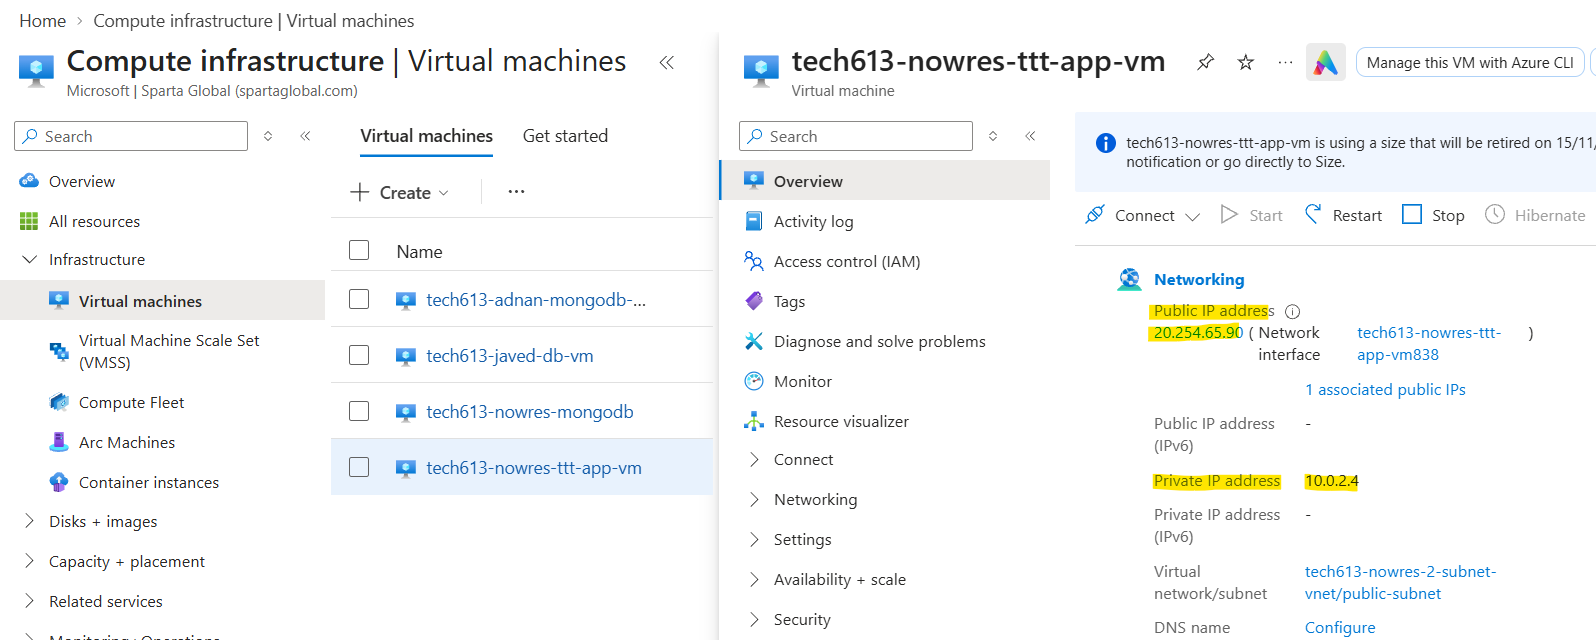 Home > Compute infrastructure | Virtual machines
Compute infrastructure | Virtual machines
Microsoft | Sparta Global (spartaglobal.com)
Search
Overview
All resources
Infrastructure
Virtual machines
Virtual Machine Scale Set
(VMSS)
Compute Fleet
Arc Machines
Container instances
Disks + images
Capacity + placement
Related services
Monitoring+Operations
Virtual machines Get started
+ Create ...
Name
tech613-adnan-mongodb-...
tech613-javed-db-vm
tech613-nowres-mongodb
tech613-nowres-ttt-app-vm
tech613-nowres-ttt-app-vm
Virtual machine
... Manage this VM with Azure CLI
Search
Overview
Activity log
Access control (IAM)
Tags
Diagnose and solve problems
Monitor
Resource visualizer
Connect
Networking
Settings
Availability + scale
Security
tech613-nowres-ttt-app-vm is using a size that will be retired on 15/11/
notification or go directly to Size.
Connect Start Restart Stop Hibernate
Networking
Public IP address
20.254.65.90 ( Network interface tech613-nowres-ttt-app-vm838 )
1 associated public IPs
Public IP address (IPv6) -
Private IP address 10.0.2.4
Private IP address (IPv6) -
Virtual network/subnet tech613-nowres-2-subnet-vnet/public-subnet
DNS name Configure